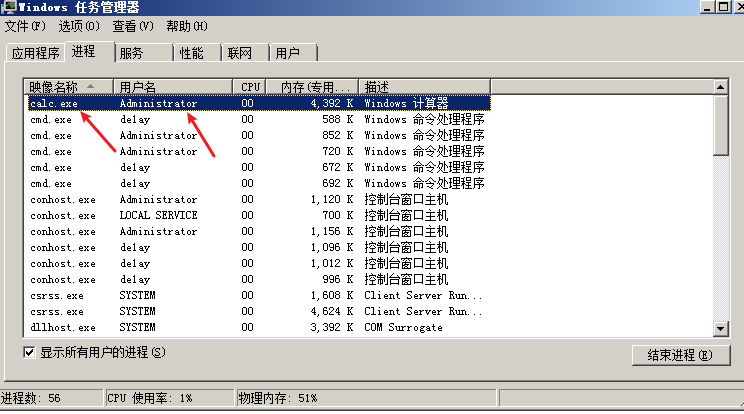 Windows 任务管理器
文件(F) 选项(O) 查看(V) 帮助(H)
应用程序 进程 服务 性能 联网 用户
映像名称 用户名 CPU 内存(专用... 描述
calc.exe Administrator 00 4,392 K Windows 计算器
cmd.exe delay 00 588 K Windows 命令处理程序
cmd.exe Administrator 00 852 K Windows 命令处理程序
cmd.exe Administrator 00 720 K Windows 命令处理程序
cmd.exe delay 00 672 K Windows 命令处理程序
cmd.exe delay 00 692 K Windows 命令处理程序
conhost.exe Administrator 00 1,120 K 控制台窗口主机
conhost.exe LOCAL SERVICE 00 700 K 控制台窗口主机
conhost.exe Administrator 00 1,156 K 控制台窗口主机
conhost.exe delay 00 1,096 K 控制台窗口主机
conhost.exe delay 00 1,012 K 控制台窗口主机
conhost.exe delay 00 996 K 控制台窗口主机
csrss.exe SYSTEM 00 1,608 K Client Server Run...
csrss.exe SYSTEM 00 4,624 K Client Server Run...
dllhost.exe SYSTEM 00 3,392 K COM Surrogate
显示所有用户的进程(S) 结束进程(E)
进程数: 56 CPU 使用率: 1% 物理内存: 51%